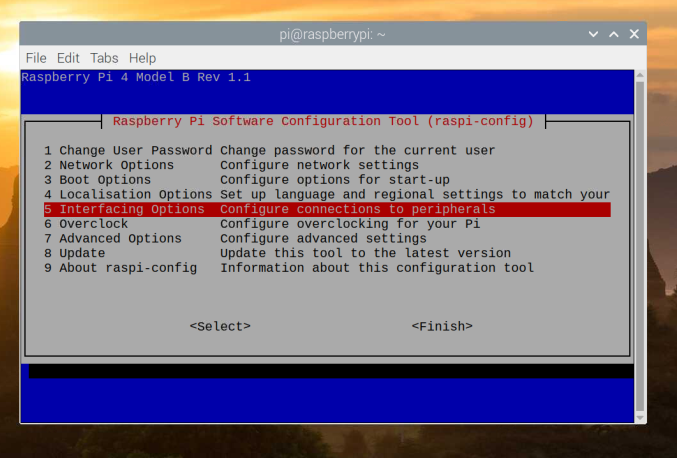 pi@raspberrypi: ~
File Edit Tabs Help
Raspberry Pi 4 Model B Rev 1.1
Raspberry Pi Software Configuration Tool (raspi-config)
1 Change User Password Change password for the current user
2 Network Options Configure network settings
3 Boot Options Configure options for start-up
4 Localisation Options Set up language and regional settings to match your
5 Interfacing Options Configure connections to peripherals
6 Overclock Configure overclocking for your Pi
7 Advanced Options Configure advanced settings
8 Update Update this tool to the latest version
9 About raspi-config Information about this configuration tool
<Select> <Finish>